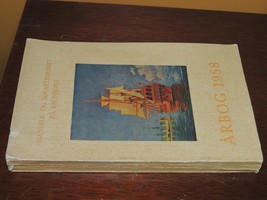 HANDELS- OG SØFARTSMUSEET
PÅ KRONBORG
ÅRBOG 1958